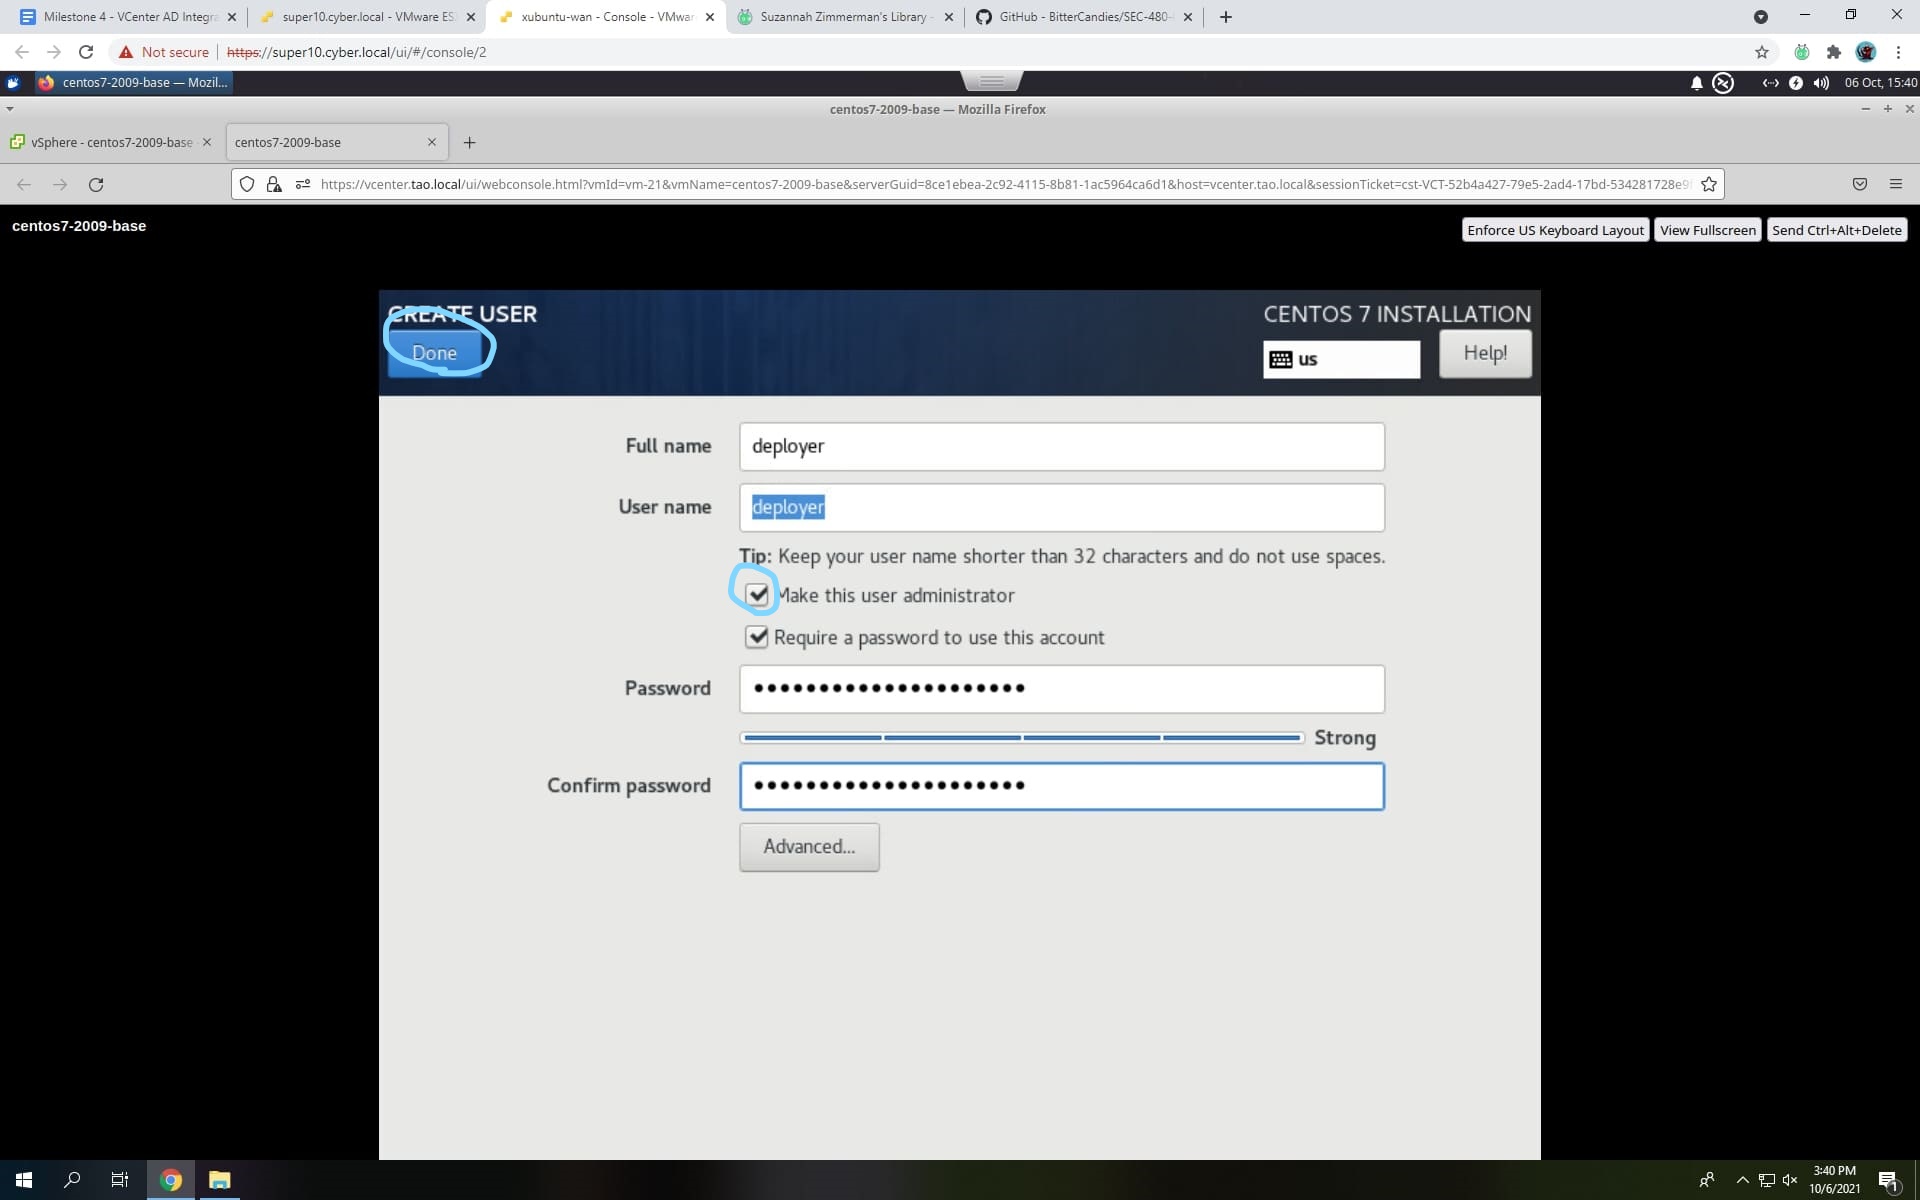 Milestone 4 - VCenter AD Integra
super10.cyber.local - VMware ES
xubuntu-wan - Console - VMwar
Suzannah Zimmerman's Library -
GitHub - BitterCandies/SEC-480-
Not secure
https://super10.cyber.local/ui/#/console/2
centos7-2009-base — Mozil...
06 Oct, 15:40
centos7-2009-base — Mozilla Firefox
vSphere - centos7-2009-base
centos7-2009-base
https://vcenter.tao.local/ui/webconsole.html?vmId=vm-21&vmName=centos7-2009-base&serverGuid=8ce1ebea-2c92-4115-8b81-1ac5964ca6d1&host=vcenter.tao.local&sessionTicket=cst-VCT-52b4a427-79e5-2ad4-17bd-534281728e9f
centos7-2009-base
Enforce US Keyboard Layout
View Fullscreen
Send Ctrl+Alt+Delete
CREATE USER
CENTOS 7 INSTALLATION
Done
us
Help!
Full name
deployer
User name
deployer
Tip: Keep your user name shorter than 32 characters and do not use spaces.
Make this user administrator
Require a password to use this account
Password
Strong
Confirm password
Advanced...
3:40 PM
10/6/2021
1